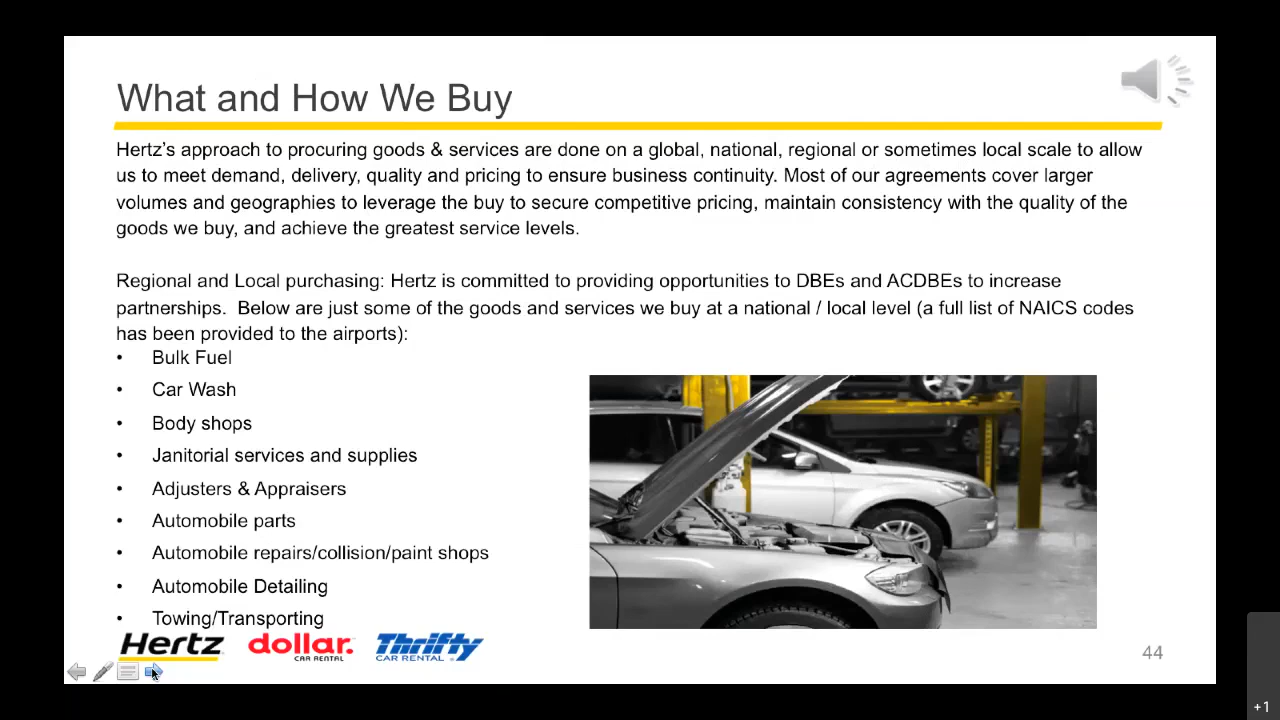 What and How We Buy
Hertz’s approach to procuring goods & services are done on a global, national, regional or sometimes local scale to allow
us to meet demand, delivery, quality and pricing to ensure business continuity. Most of our agreements cover larger
volumes and geographies to leverage the buy to secure competitive pricing, maintain consistency with the quality of the
goods we buy, and achieve the greatest service levels.
Regional and Local purchasing: Hertz is committed to providing opportunities to DBEs and ACDBEs to increase
partnerships.  Below are just some of the goods and services we buy at a national / local level (a full list of NAICS codes
has been provided to the airports):
• Bulk Fuel
• Car Wash
• Body shops
• Janitorial services and supplies
• Adjusters & Appraisers
• Automobile parts
• Automobile repairs/collision/paint shops
• Automobile Detailing
• Towing/Transporting
Hertz. dollar. CAR RENTAL Thrifty CAR RENTAL
44
+1